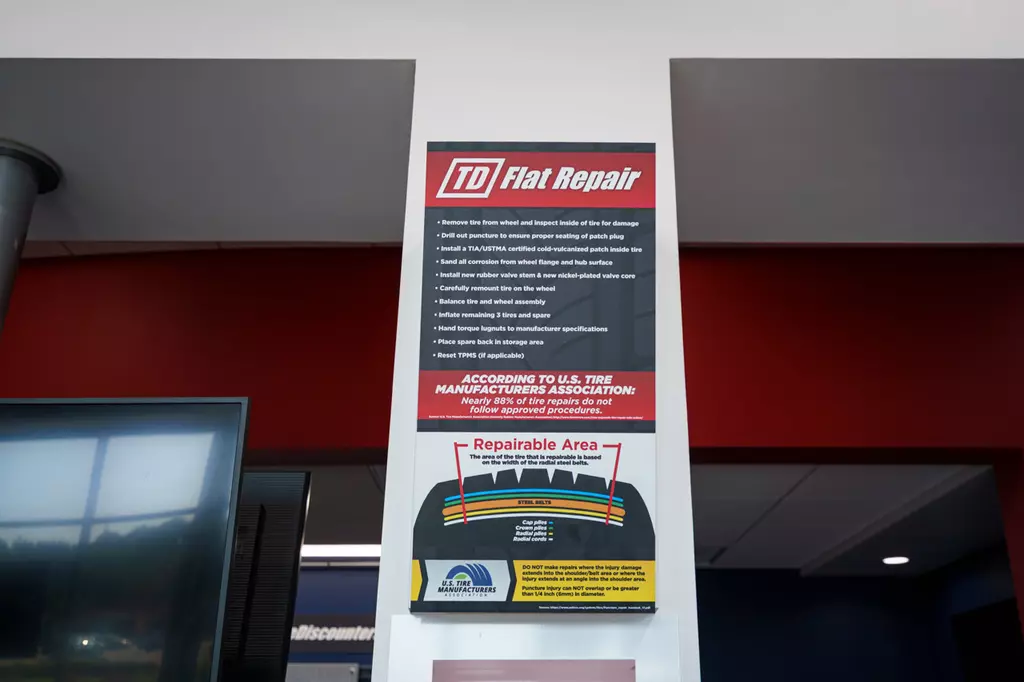 TD Flat Repair
• Remove tire from wheel and inspect inside of tire for damage
• Drill out puncture to ensure proper seating of patch plug
• Install a TIA/USTMA certified cold-vulcanized patch inside tire
• Sand all corrosion from wheel flange and hub surface
• Install new rubber valve stem & new nickel-plated valve core
• Carefully remount tire on the wheel
• Balance tire and wheel assembly
• Inflate remaining 3 tires and spare
• Hand torque lugnuts to manufacturer specifications
• Place spare back in storage area
• Reset TPMS (if applicable)
ACCORDING TO U.S. TIRE
MANUFACTURERS ASSOCIATION:
Nearly 88% of tire repairs do not
follow approved procedures.
Repairable Area
The area of the tire that is repairable is based
on the width of the radial steel belts.
STEEL BELTS
Cap plies
Crown plies
Radial plies
Radial cords
U.S. TIRE
MANUFACTURERS
ASSOCIATION
DO NOT make repairs where the injury damage
extends into the shoulder/belt area or where the
injury extends at an angle into the shoulder area.
Puncture injury can NOT overlap or be greater
than 1/4 inch (6mm) in diameter.
eDiscounter